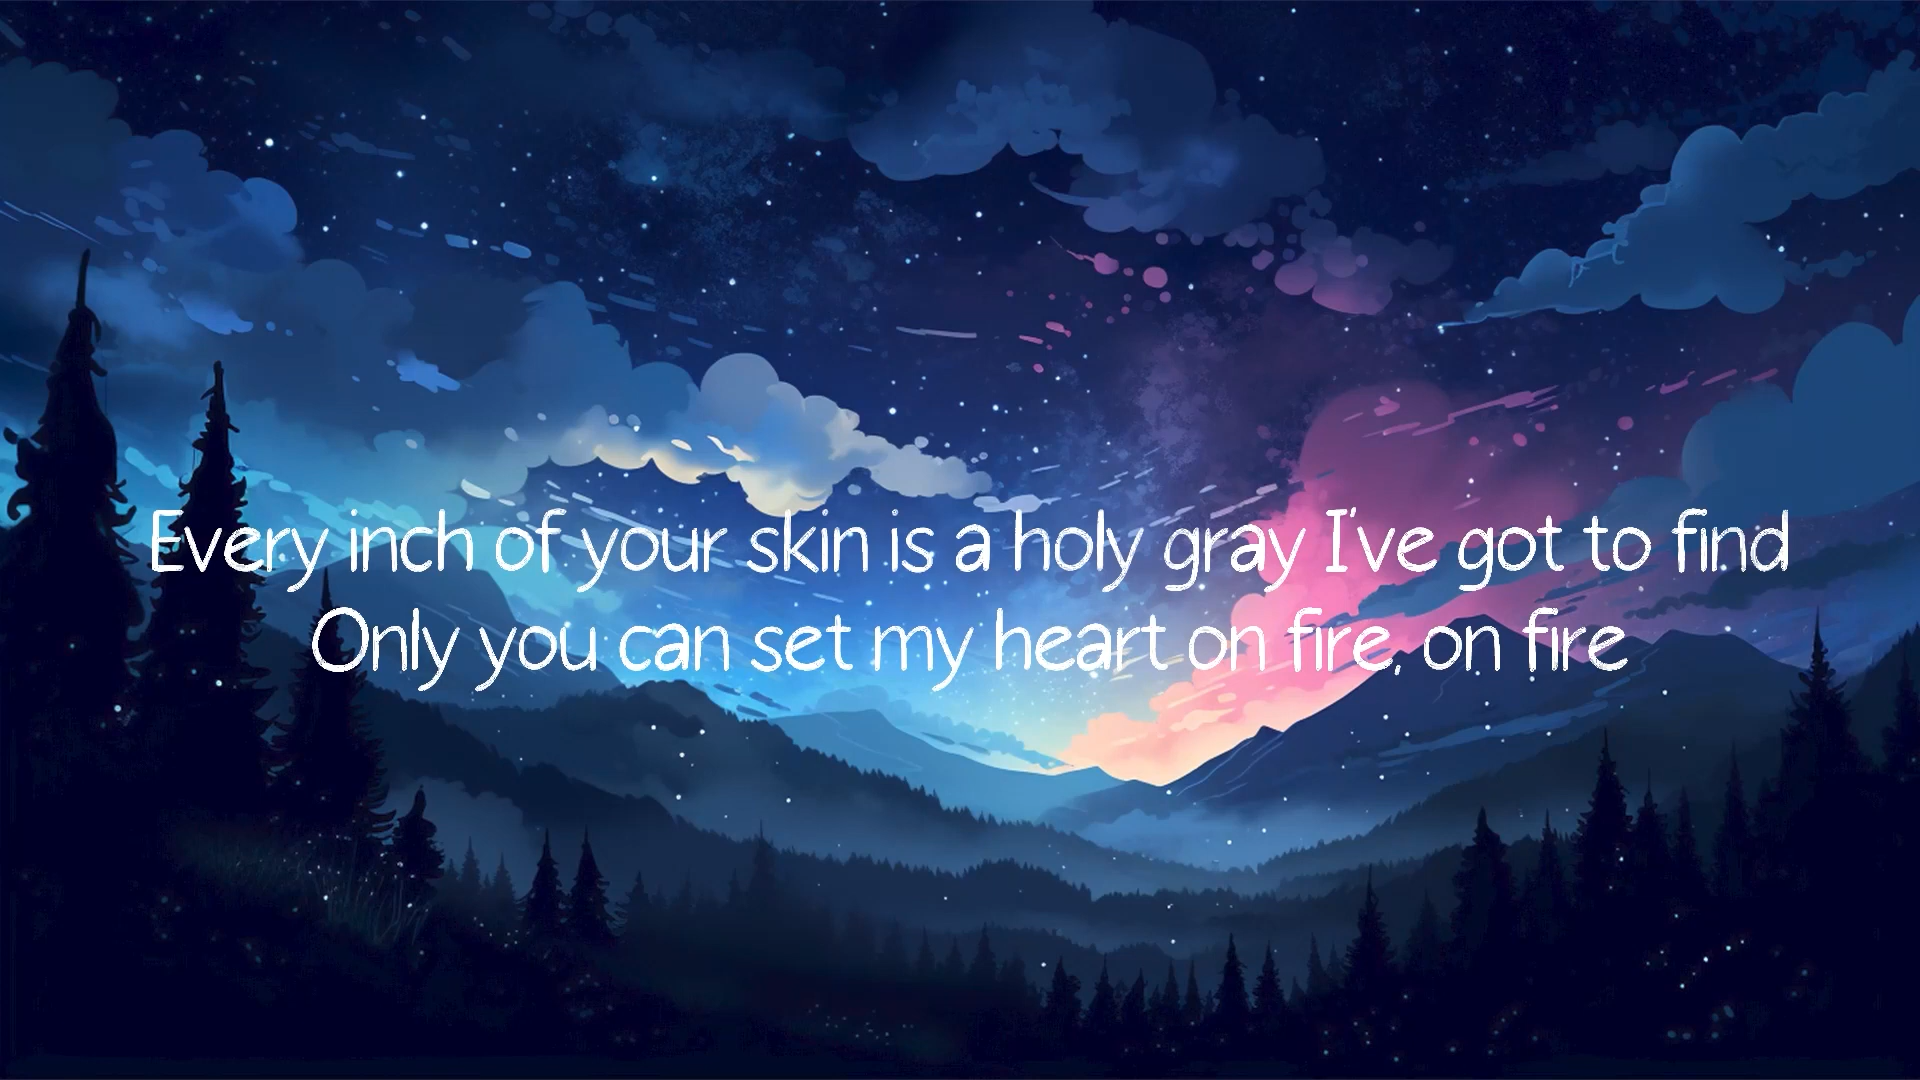 Every inch of your skin is a holy gray I've got to find
Only you can set my heart on fire, on fire